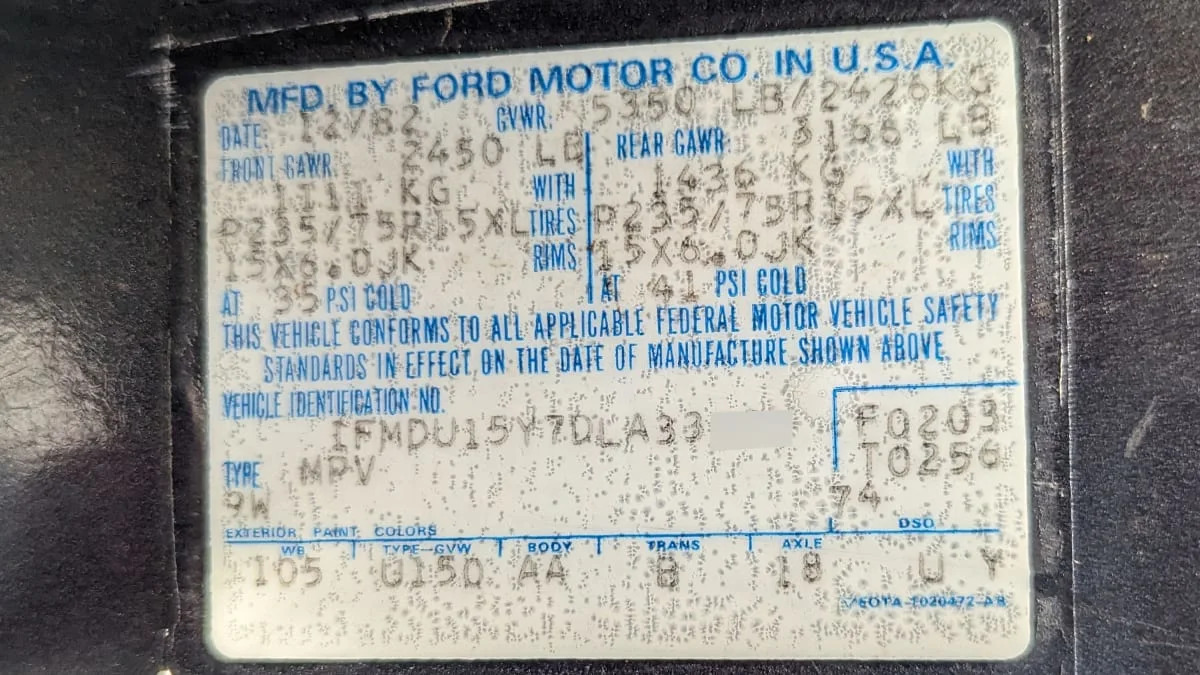 MFD. BY FORD MOTOR CO. IN U.S.A.
DATE: 12/82 GVWR: 5350 LB/2426KG
FRONT GAWR: 2450 LB REAR GAWR: 3166 LB
1111 KG WITH 1436 KG WITH
P235/75R15XL TIRES P235/75R15XL TIRES
15X6.0JK RIMS 15X6.0JK RIMS
AT 35 PSI COLD AT 41 PSI COLD
THIS VEHICLE CONFORMS TO ALL APPLICABLE FEDERAL MOTOR VEHICLE SAFETY
STANDARDS IN EFFECT ON THE DATE OF MANUFACTURE SHOWN ABOVE.
VEHICLE IDENTIFICATION NO.
1FMDU15Y7DLA33 F0203
T0256
TYPE MPV
9W 74
EXTERIOR PAINT COLORS DSO
WB TYPE-GVW BODY TRANS AXLE
105 U150 AA B 18 U Y